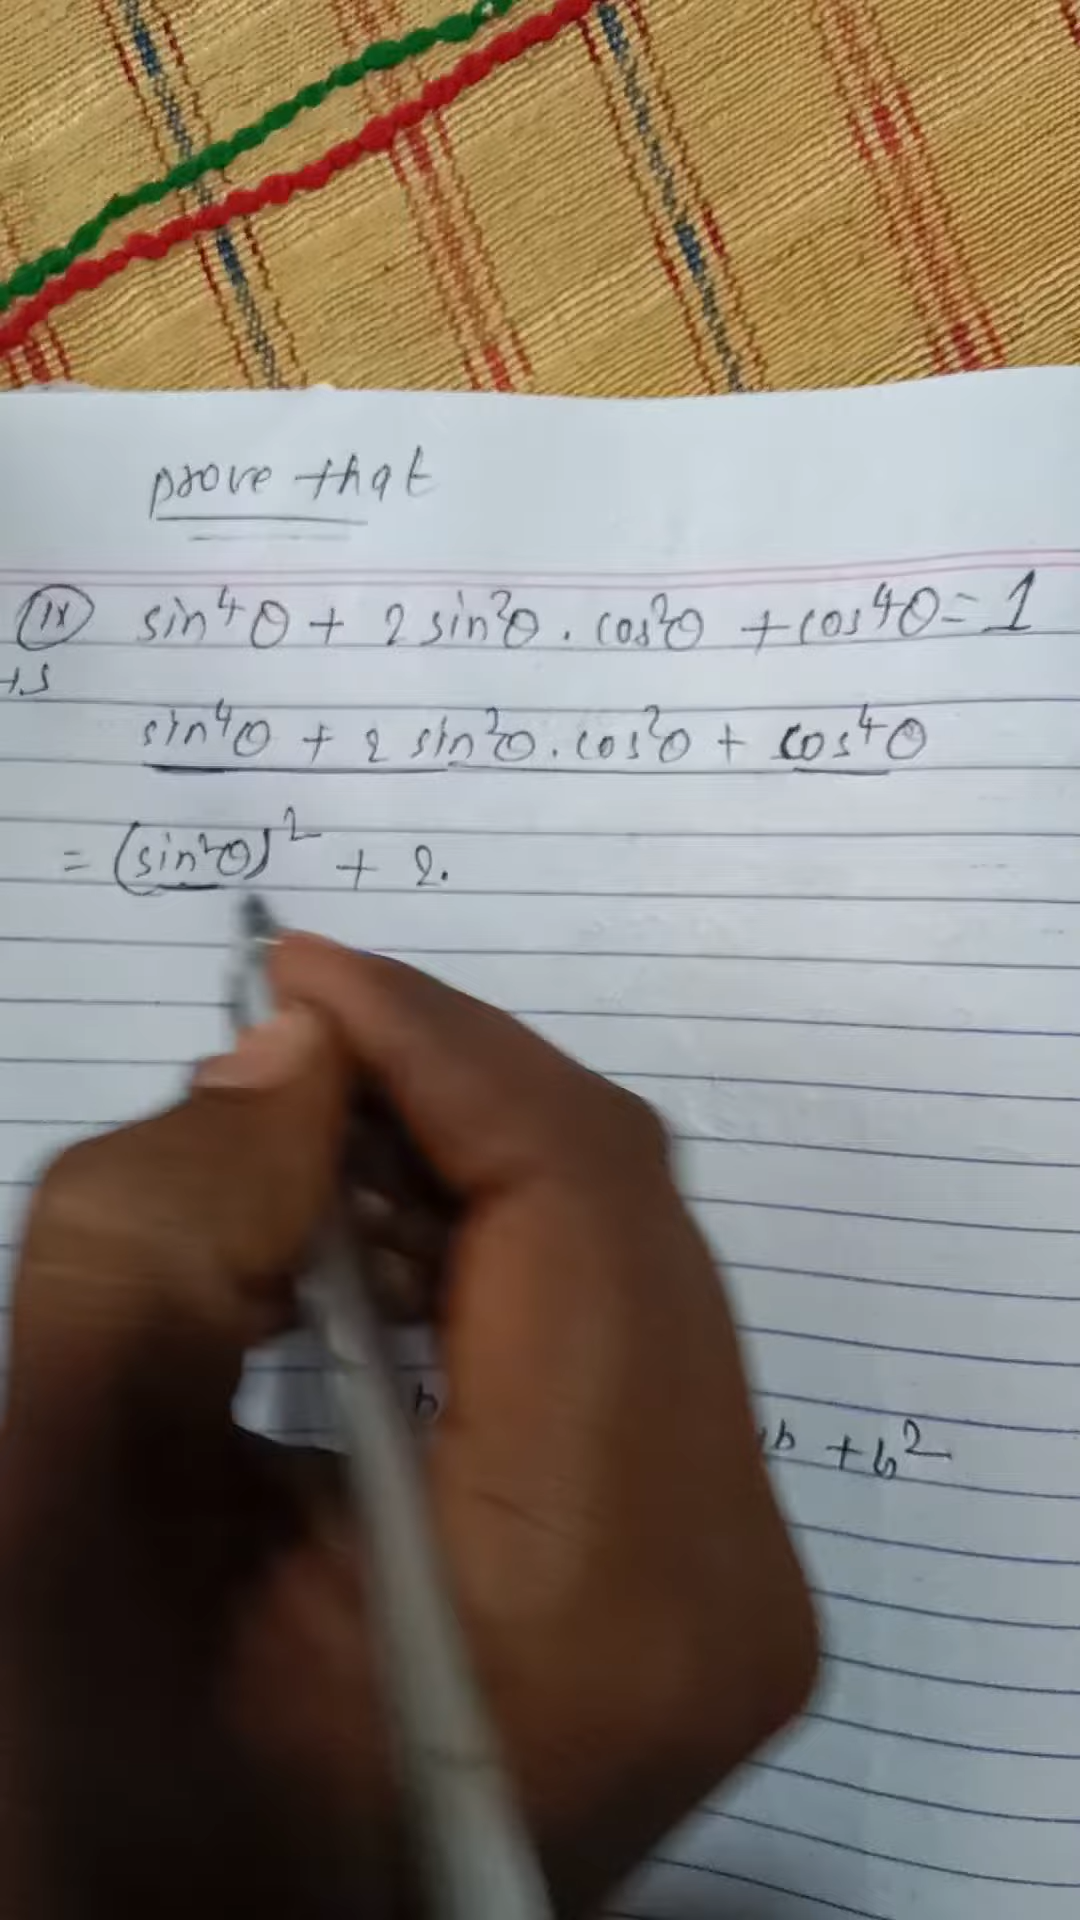 prove that
(ix) sin⁴θ + 2 sin²θ . cos²θ + cos⁴θ = 1
H.S
sin⁴θ + 2 sin²θ . cos²θ + cos⁴θ
= (sin²θ)² + 2.
b + b²